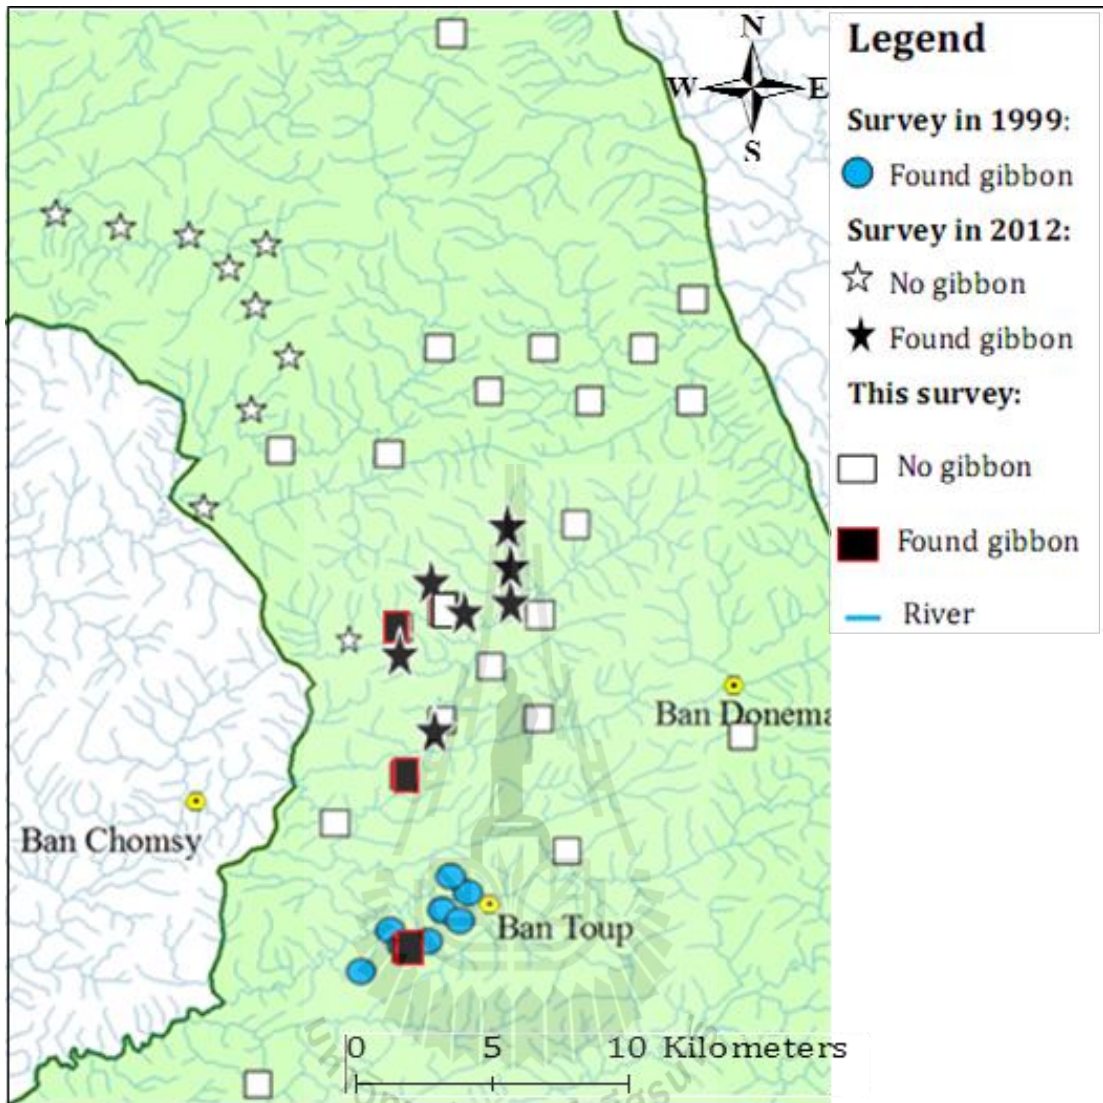 N
W E
S
Legend
Survey in 1999:
Found gibbon
Survey in 2012:
No gibbon
Found gibbon
This survey:
No gibbon
Found gibbon
River
Ban Donema
Ban Chomsy
Ban Toup
0 5 10 Kilometers